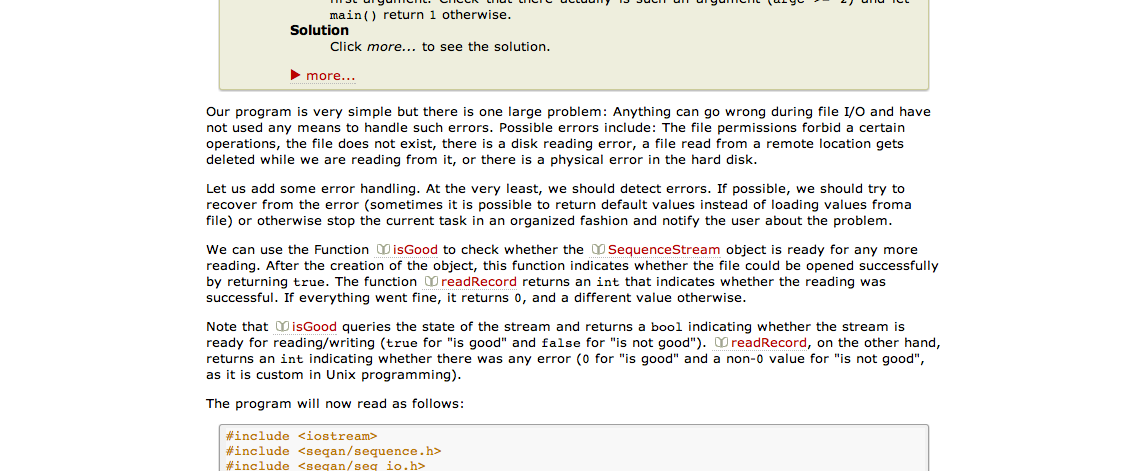 first argument. Check that there actually is such an argument (argc >= 2) and let
main() return 1 otherwise.
Solution
Click more... to see the solution.
more...
Our program is very simple but there is one large problem: Anything can go wrong during file I/O and have
not used any means to handle such errors. Possible errors include: The file permissions forbid a certain
operations, the file does not exist, there is a disk reading error, a file read from a remote location gets
deleted while we are reading from it, or there is a physical error in the hard disk.
Let us add some error handling. At the very least, we should detect errors. If possible, we should try to
recover from the error (sometimes it is possible to return default values instead of loading values froma
file) or otherwise stop the current task in an organized fashion and notify the user about the problem.
We can use the Function isGood to check whether the SequenceStream object is ready for any more
reading. After the creation of the object, this function indicates whether the file could be opened successfully
by returning true. The function readRecord returns an int that indicates whether the reading was
successful. If everything went fine, it returns 0, and a different value otherwise.
Note that isGood queries the state of the stream and returns a bool indicating whether the stream is
ready for reading/writing (true for "is good" and false for "is not good"). readRecord, on the other hand,
returns an int indicating whether there was any error (0 for "is good" and a non-0 value for "is not good",
as it is custom in Unix programming).
The program will now read as follows:
#include <iostream>
#include <seqan/sequence.h>
#include <seqan/seq_io.h>